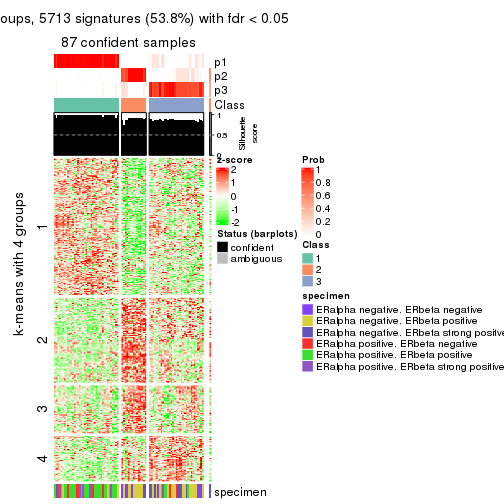 oups, 5713 signatures (53.8%) with fdr < 0.05
87 confident samples
p1
p2
p3
Class
1
0.5
0
Silhouette
score
z-score
2
1
0
-1
-2
Status (barplots)
confident
ambiguous
Prob
1
0.8
0.6
0.4
0.2
0
Class
1
2
3
specimen
ERalpha negative. ERbeta negative
ERalpha negative. ERbeta positive
ERalpha negative. ERbeta strong positive
ERalpha positive. ERbeta negative
ERalpha positive. ERbeta positive
ERalpha positive. ERbeta strong positive
k-means with 4 groups
1
2
3
4
specimen